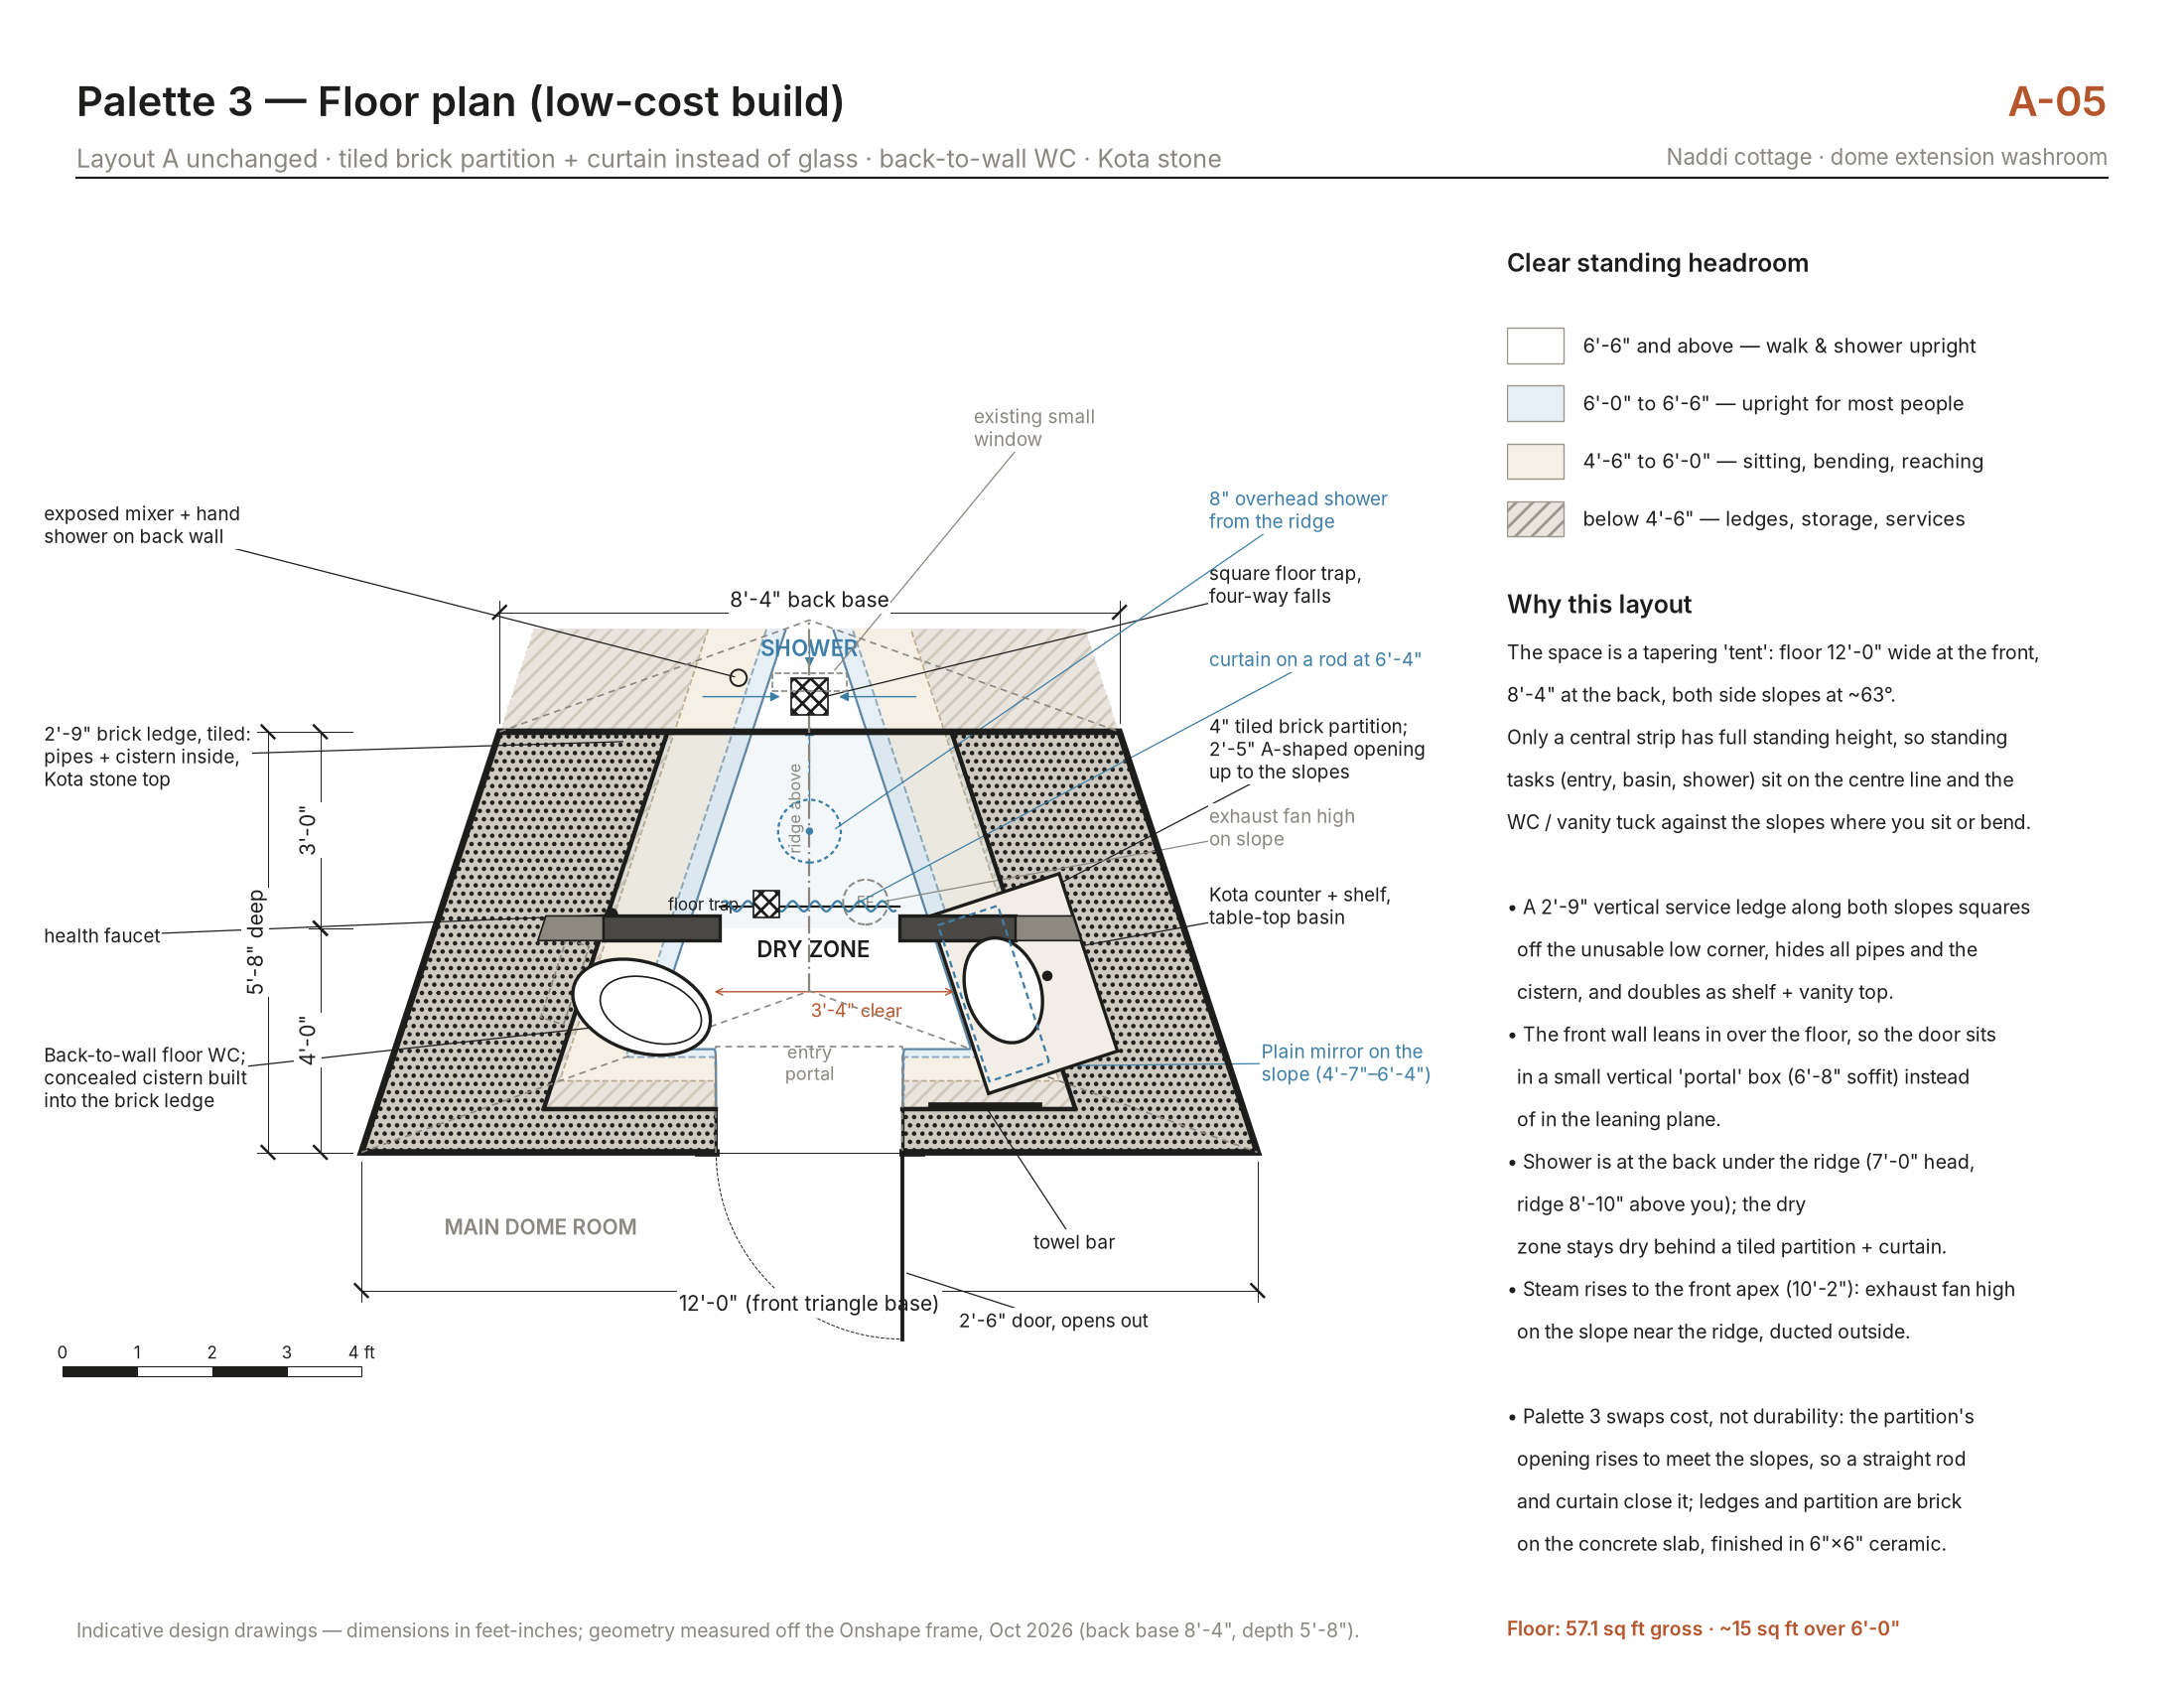 Palette 3 — Floor plan (low-cost build)
A-05
Layout A unchanged · tiled brick partition + curtain instead of glass · back-to-wall WC · Kota stone
Naddi cottage · dome extension washroom
Clear standing headroom
6'-6" and above — walk & shower upright
6'-0" to 6'-6" — upright for most people
4'-6" to 6'-0" — sitting, bending, reaching
below 4'-6" — ledges, storage, services
existing small
window
8" overhead shower
from the ridge
exposed mixer + hand
shower on back wall
square floor trap,
four-way falls
8'-4" back base
SHOWER
curtain on a rod at 6'-4"
2'-9" brick ledge, tiled:
pipes + cistern inside,
Kota stone top
4" tiled brick partition;
2'-5" A-shaped opening
up to the slopes
ridge above
3'-0"
exhaust fan high
on slope
EF
floor trap
Kota counter + shelf,
table-top basin
health faucet
5'-8" deep
DRY ZONE
3'-4" clear
4'-0"
Back-to-wall floor WC;
concealed cistern built
into the brick ledge
entry
portal
Plain mirror on the
slope (4'-7"–6'-4")
MAIN DOME ROOM
towel bar
12'-0" (front triangle base)
2'-6" door, opens out
0 1 2 3 4 ft
Why this layout
The space is a tapering 'tent': floor 12'-0" wide at the front,
8'-4" at the back, both side slopes at ~63°.
Only a central strip has full standing height, so standing
tasks (entry, basin, shower) sit on the centre line and the
WC / vanity tuck against the slopes where you sit or bend.
• A 2'-9" vertical service ledge along both slopes squares
off the unusable low corner, hides all pipes and the
cistern, and doubles as shelf + vanity top.
• The front wall leans in over the floor, so the door sits
in a small vertical 'portal' box (6'-8" soffit) instead
of in the leaning plane.
• Shower is at the back under the ridge (7'-0" head,
ridge 8'-10" above you); the dry
zone stays dry behind a tiled partition + curtain.
• Steam rises to the front apex (10'-2"): exhaust fan high
on the slope near the ridge, ducted outside.
• Palette 3 swaps cost, not durability: the partition's
opening rises to meet the slopes, so a straight rod
and curtain close it; ledges and partition are brick
on the concrete slab, finished in 6"×6" ceramic.
Indicative design drawings — dimensions in feet-inches; geometry measured off the Onshape frame, Oct 2026 (back base 8'-4", depth 5'-8").
Floor: 57.1 sq ft gross · ~15 sq ft over 6'-0"